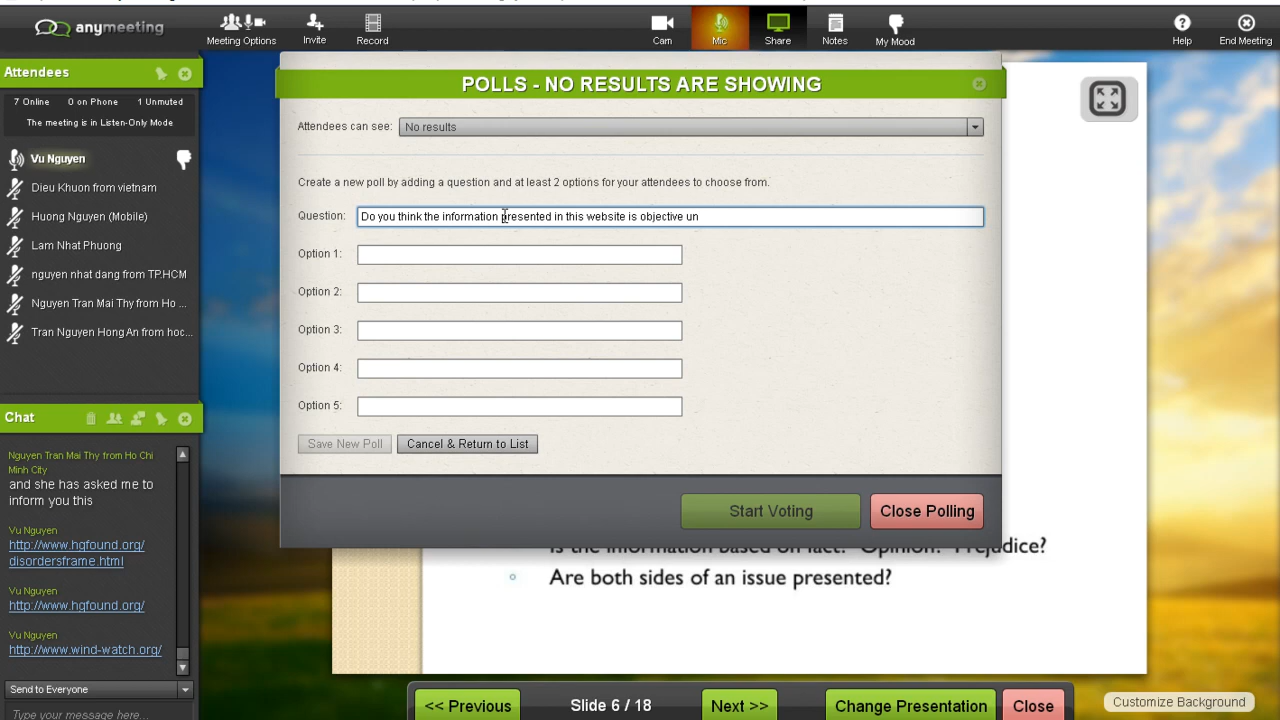 anymeeting
Meeting Options
Invite
Record
Cam
Mic
Share
Notes
My Mood
Help
End Meeting
Attendees
7 Online 0 on Phone 1 Unmuted
The meeting is in Listen-Only Mode
Vu Nguyen
Dieu Khuon from vietnam
Huong Nguyen (Mobile)
Lam Nhat Phuong
nguyen nhat dang from TP.HCM
Nguyen Tran Mai Thy from Ho ...
Tran Nguyen Hong An from hoc...
Chat
Nguyen Tran Mai Thy from Ho Chi
Minh City
and she has asked me to
inform you this
Vu Nguyen
http://www.hgfound.org/
disordersframe.html
Vu Nguyen
http://www.hgfound.org/
Vu Nguyen
http://www.wind-watch.org/
Send to Everyone
Type your message here...
POLLS - NO RESULTS ARE SHOWING
Attendees can see: No results
Create a new poll by adding a question and at least 2 options for your attendees to choose from.
Question: Do you think the information presented in this website is objective un
Option 1:
Option 2:
Option 3:
Option 4:
Option 5:
Save New Poll Cancel & Return to List
Start Voting Close Polling
Is the information based on fact? Opinion? Prejudice?
Are both sides of an issue presented?
<< Previous Slide 6 / 18 Next >> Change Presentation Close
Customize Background